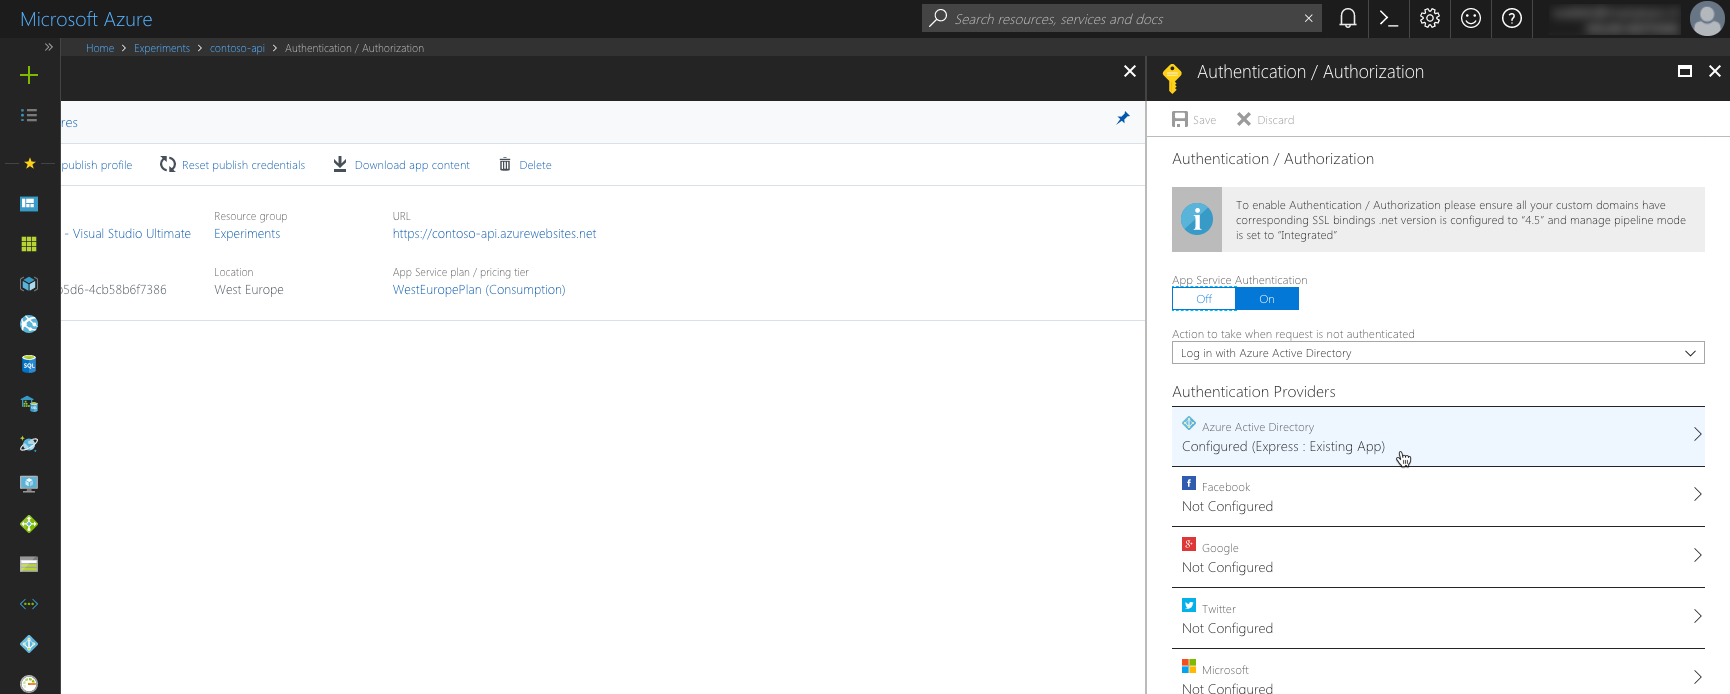 Microsoft Azure
Search resources, services and docs
Home > Experiments > contoso-api > Authentication / Authorization
res
publish profile
Reset publish credentials
Download app content
Delete
Resource group
URL
- Visual Studio Ultimate
Experiments
https://contoso-api.azurewebsites.net
Location
App Service plan / pricing tier
5d6-4cb58b6f7386
West Europe
WestEuropePlan (Consumption)
Authentication / Authorization
Save
Discard
Authentication / Authorization
To enable Authentication / Authorization please ensure all your custom domains have
corresponding SSL bindings .net version is configured to “4.5” and manage pipeline mode
is set to “Integrated”
App Service Authentication
Off
On
Action to take when request is not authenticated
Log in with Azure Active Directory
Authentication Providers
Azure Active Directory
Configured (Express : Existing App)
Facebook
Not Configured
Google
Not Configured
Twitter
Not Configured
Microsoft
Not Configured